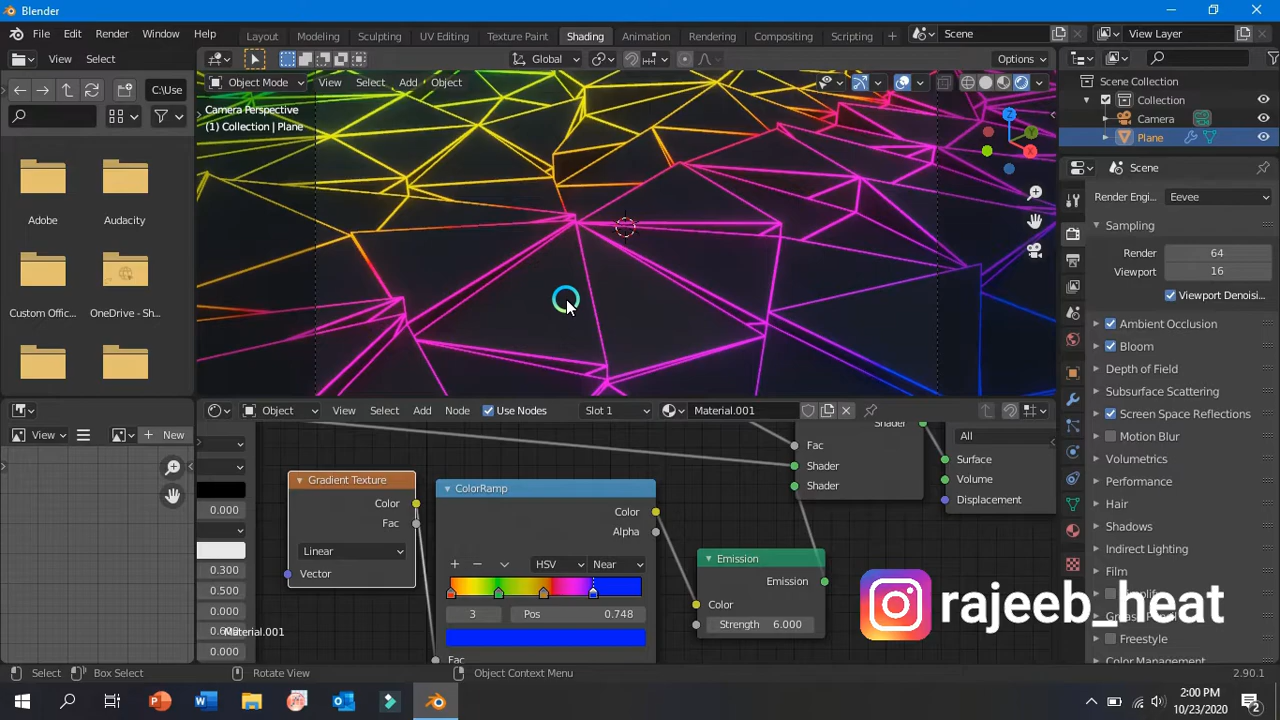 Blender
File Edit Render Window Help
Layout Modeling Sculpting UV Editing Texture Paint Shading Animation Rendering Compositing Scripting
Scene
View Layer
View Select
Global
Options
Object Mode View Select Add Object
C:\Use
Camera Perspective
(1) Collection | Plane
Z
Y
X
Adobe Audacity
Custom Offic... OneDrive - Sh...
Scene Collection
Collection
Camera
Plane
Scene
Render Engi... Eevee
Sampling
Render 64
Viewport 16
Viewport Denoisi...
Ambient Occlusion
Bloom
Depth of Field
Subsurface Scattering
Screen Space Reflections
Motion Blur
Volumetrics
Performance
Hair
Shadows
Indirect Lighting
Film
Freestyle
Color Management
View New
Object View Select Add Node Use Nodes Slot 1 Material.001
0.000
0.300
0.500
0.000
0.000
Material.001
Gradient Texture
Color
Fac
Linear
Vector
ColorRamp
Color
Alpha
HSV Near...
3 Pos 0.748
Fac
Emission
Emission
Color
Strength 6.000
Shader
Fac
Shader
Shader
All
Surface
Volume
Displacement
rajeeb_heat
Select Box Select Rotate View Object Context Menu 2.90.1
2:00 PM
10/23/2020
2